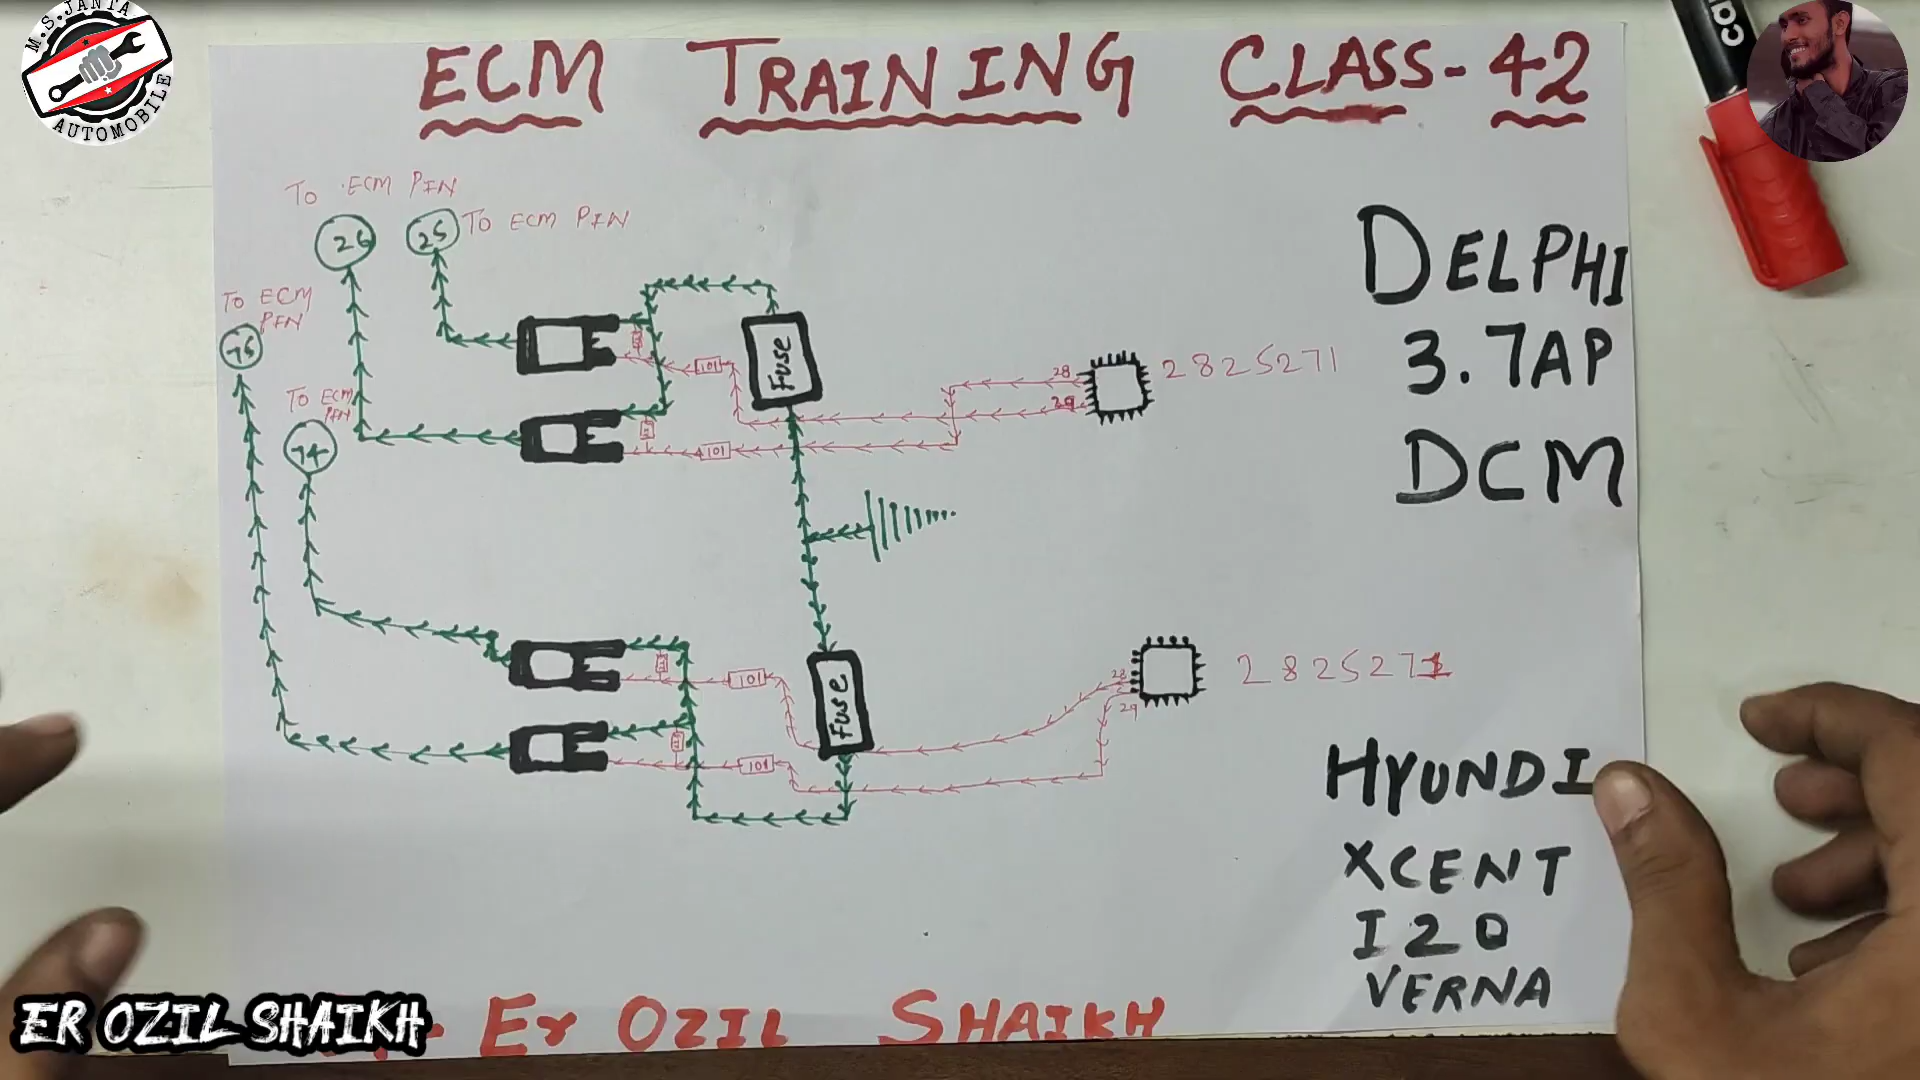 M.S.JANTA
AUTOMOBILE
ECM TRAINING CLASS-42
TO ECM PIN
26
25
TO ECM PIN
TO ECM
PIN
75
TO ECM
PIN
74
Fuse
101
101
28
29
2825271
DELPHI
3.7AP
DCM
101
101
Fuse
28
29
2825271
HYUNDI
XCENT
I20
VERNA
ER OZIL SHAIKH
Er OZIL SHAIKH